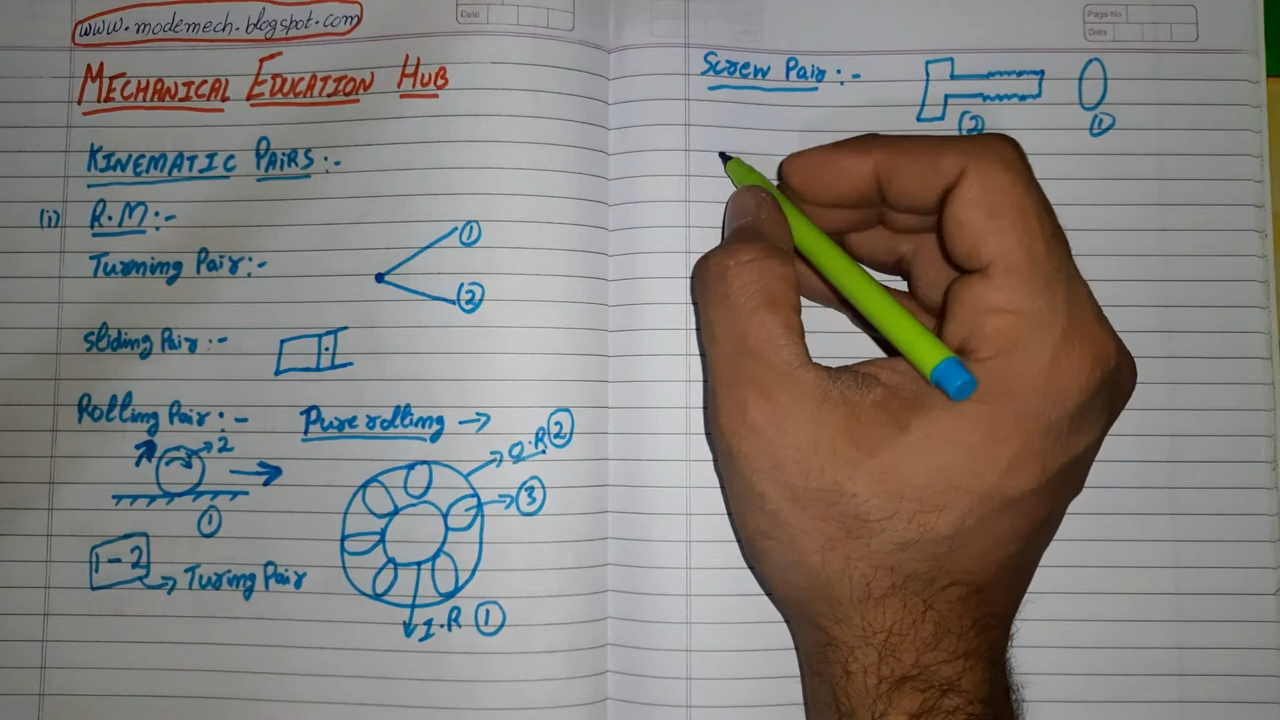 www.modemech.blogspot.com
Date
MECHANICAL EDUCATION HUB
KINEMATIC PAIRS:-
(i) R.M:-
Turning Pair:-
1
2
Sliding Pair:-
Rolling Pair:- Pure rolling →
2
1
O.R 2
3
1-2
Turing Pair
I.R 1
Page No
Date
Screw Pair:-
2
1